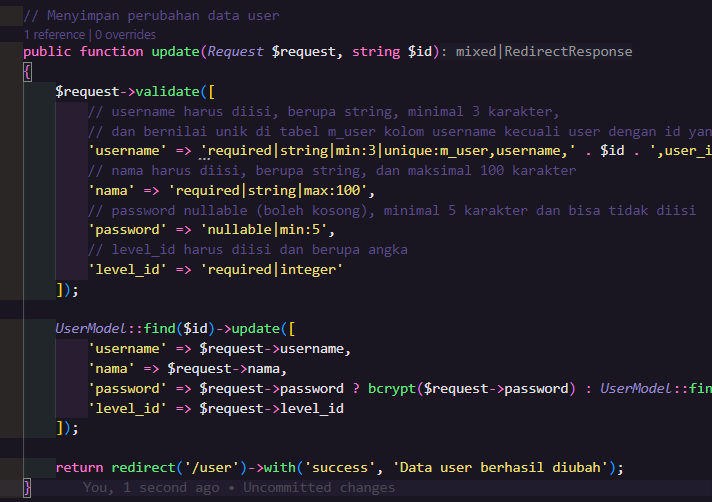 // Menyimpan perubahan data user
1 reference | 0 overrides
public function update(Request $request, string $id): mixed|RedirectResponse
{
$request->validate([
// username harus diisi, berupa string, minimal 3 karakter,
// dan bernilai unik di tabel m_user kolom username kecuali user dengan id yan
'username' => 'required|string|min:3|unique:m_user,username,' . $id . ',user_i
// nama harus diisi, berupa string, dan maksimal 100 karakter
'nama' => 'required|string|max:100',
// password nullable (boleh kosong), minimal 5 karakter dan bisa tidak diisi
'password' => 'nullable|min:5',
// level_id harus diisi dan berupa angka
'level_id' => 'required|integer'
]);
UserModel::find($id)->update([
'username' => $request->username,
'nama' => $request->nama,
'password' => $request->password ? bcrypt($request->password) : UserModel::fin
'level_id' => $request->level_id
]);
return redirect('/user')->with('success', 'Data user berhasil diubah');
} You, 1 second ago • Uncommitted changes